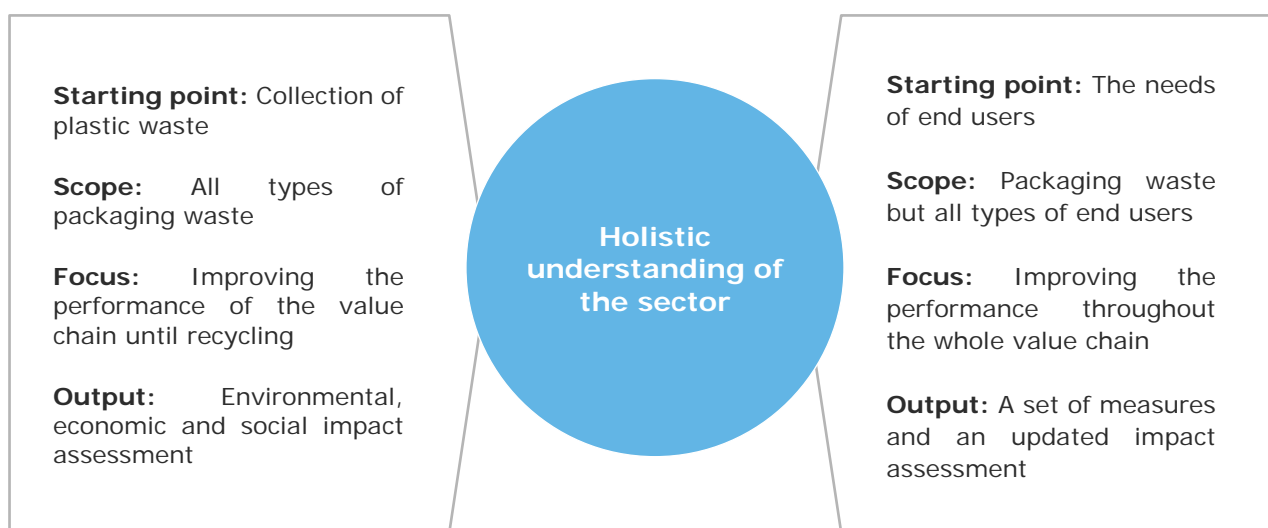 Starting point: Collection of
plastic waste
Scope: All types of
packaging waste
Focus: Improving the
performance of the value
chain until recycling
Output: Environmental,
economic and social impact
assessment
Holistic
understanding of
the sector
Starting point: The needs
of end users
Scope: Packaging waste
but all types of end users
Focus: Improving the
performance throughout
the whole value chain
Output: A set of measures
and an updated impact
assessment